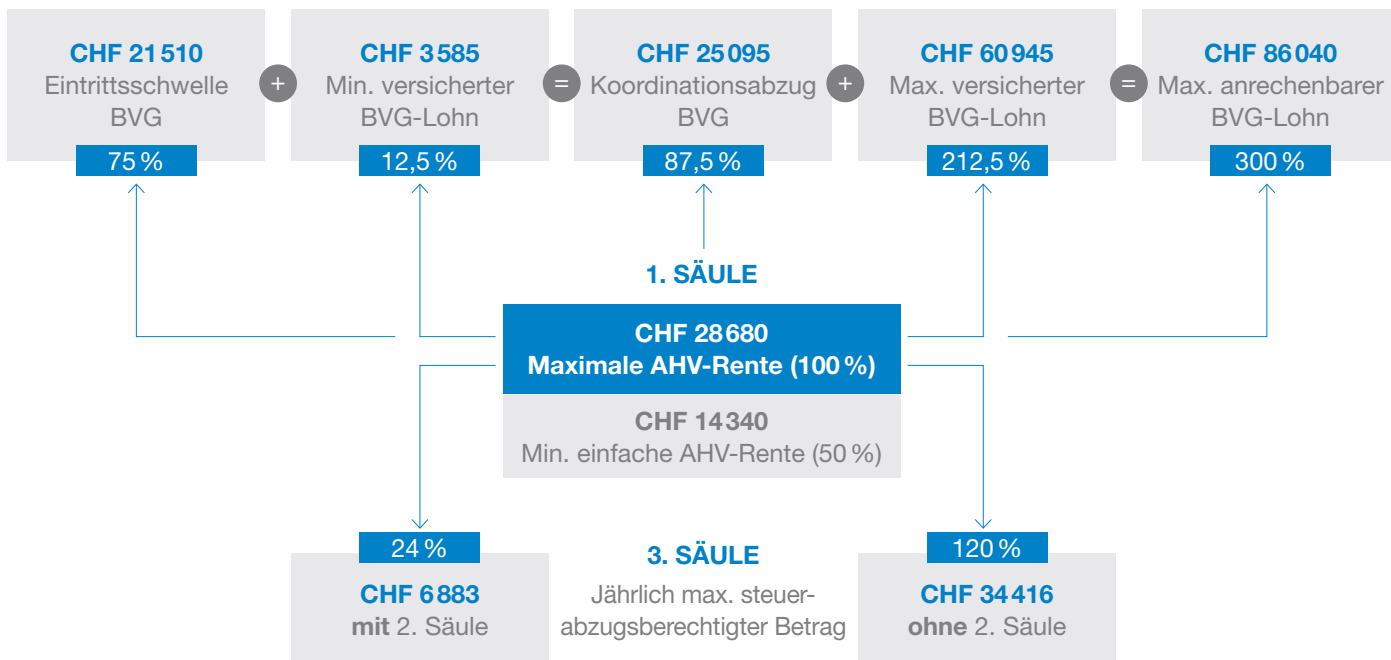 CHF 21 510
Eintrittsschwelle
BVG
75 %
+
CHF 3 585
Min. versicherter
BVG-Lohn
12,5 %
=
CHF 25 095
Koordinationsabzug
BVG
87,5 %
+
CHF 60 945
Max. versicherter
BVG-Lohn
212,5 %
=
CHF 86 040
Max. anrechenbarer
BVG-Lohn
300 %
1. SÄULE
CHF 28 680
Maximale AHV-Rente (100 %)
CHF 14 340
Min. einfache AHV-Rente (50 %)
24 %
CHF 6 883
mit 2. Säule
3. SÄULE
Jährlich max. steuer-
abzugsberechtigter Betrag
120 %
CHF 34 416
ohne 2. Säule